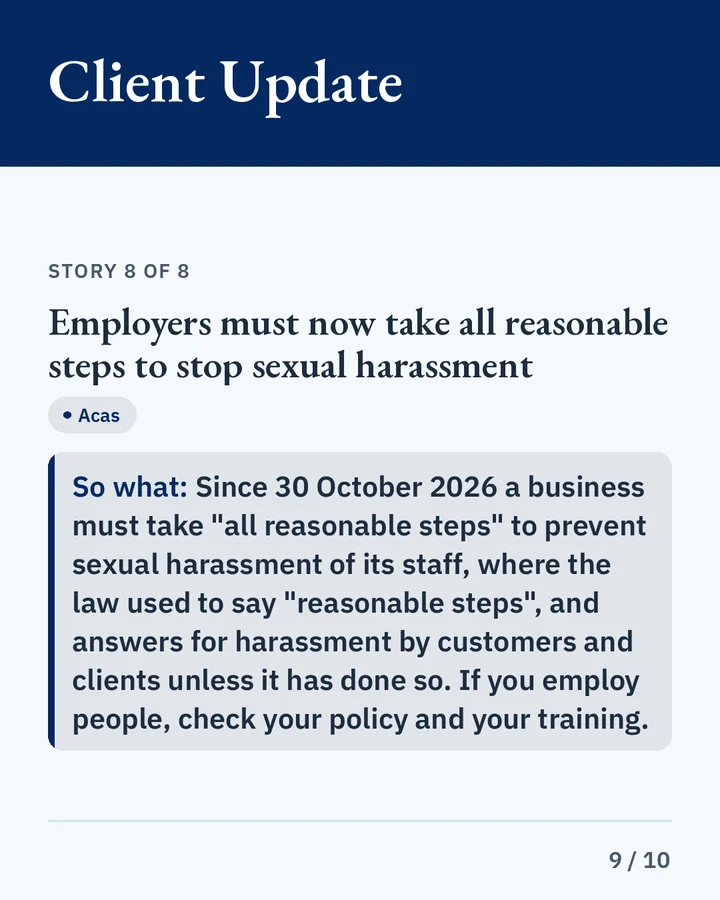 Client Update
STORY 8 OF 8
Employers must now take all reasonable
steps to stop sexual harassment
• Acas
So what: Since 30 October 2026 a business
must take "all reasonable steps" to prevent
sexual harassment of its staff, where the
law used to say "reasonable steps", and
answers for harassment by customers and
clients unless it has done so. If you employ
people, check your policy and your training.
9 / 10